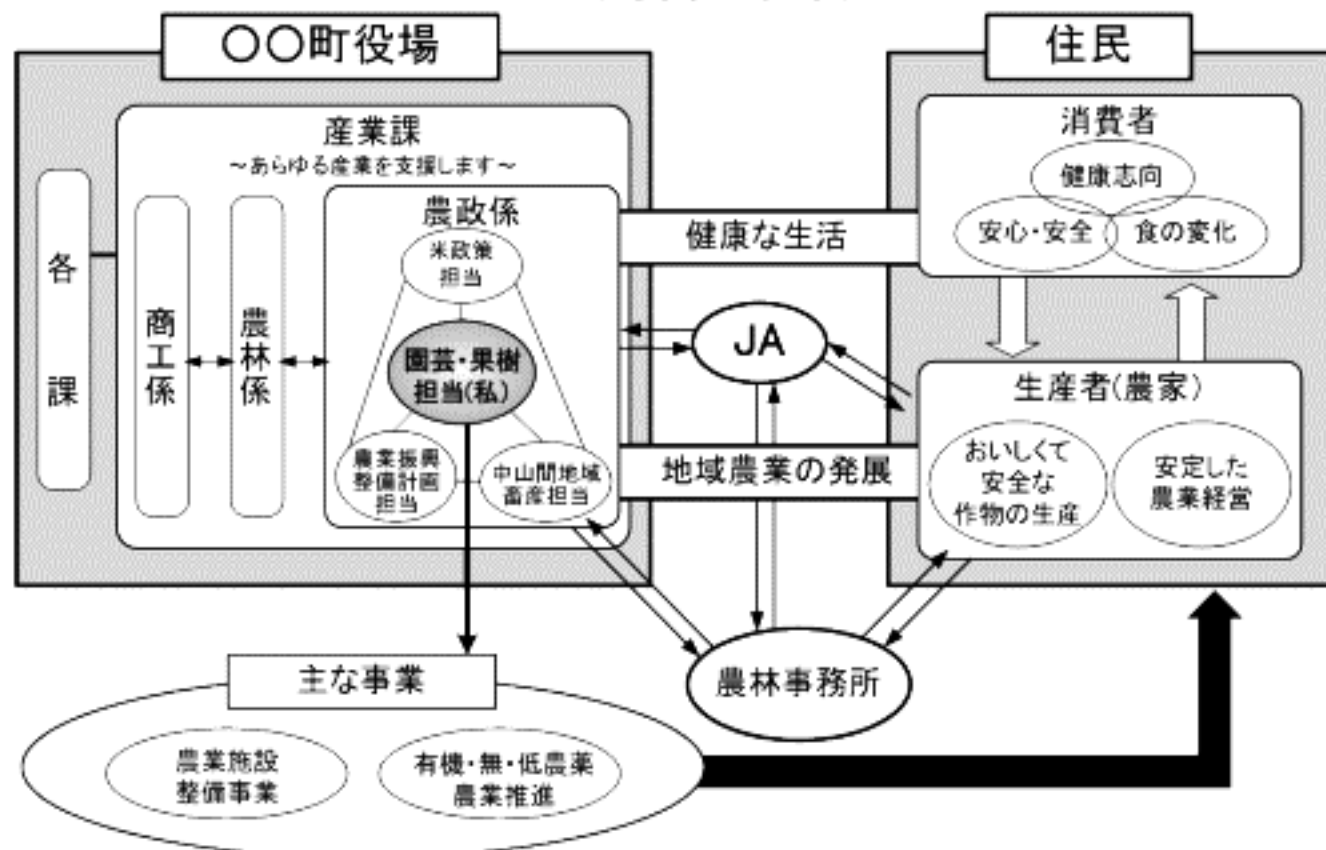 〇〇町役場
産業課
～あらゆる産業を支援します～
各
課
商工係
農林係
農政係
米政策
担当
園芸・果樹
担当(私)
農業振興
整備計画
担当
中山間地域
畜産担当
健康な生活
JA
地域農業の発展
住民
消費者
健康志向
安心・安全
食の変化
生産者(農家)
おいしくて
安全な
作物の生産
安定した
農業経営
農林事務所
主な事業
農業施設
整備事業
有機・無・低農薬
農業推進